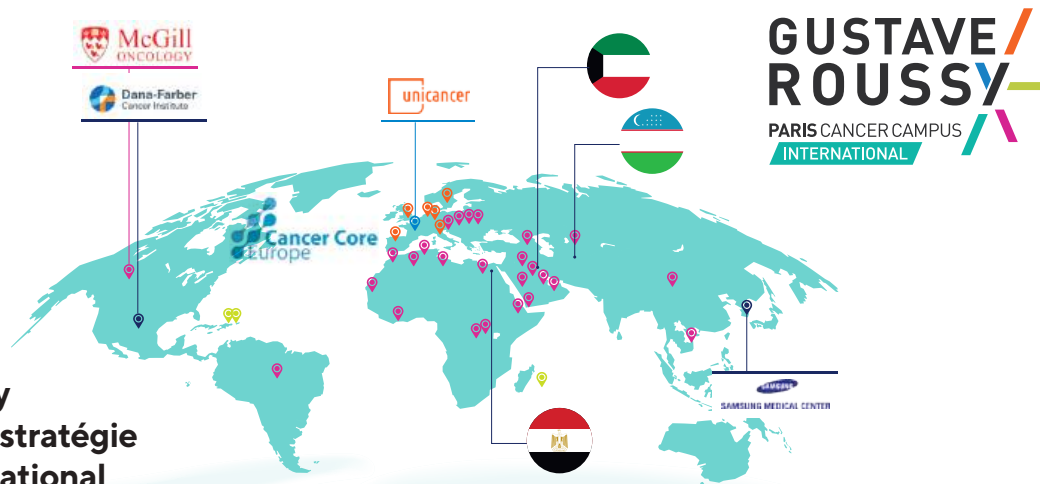 McGill
ONCOLOGY
Dana-Farber
Cancer Institute
unicancer
GUSTAVE
ROUSSY
PARIS CANCER CAMPUS
INTERNATIONAL
Cancer Core
Europe
SAMSUNG
SAMSUNG MEDICAL CENTER
y
stratégie
ational